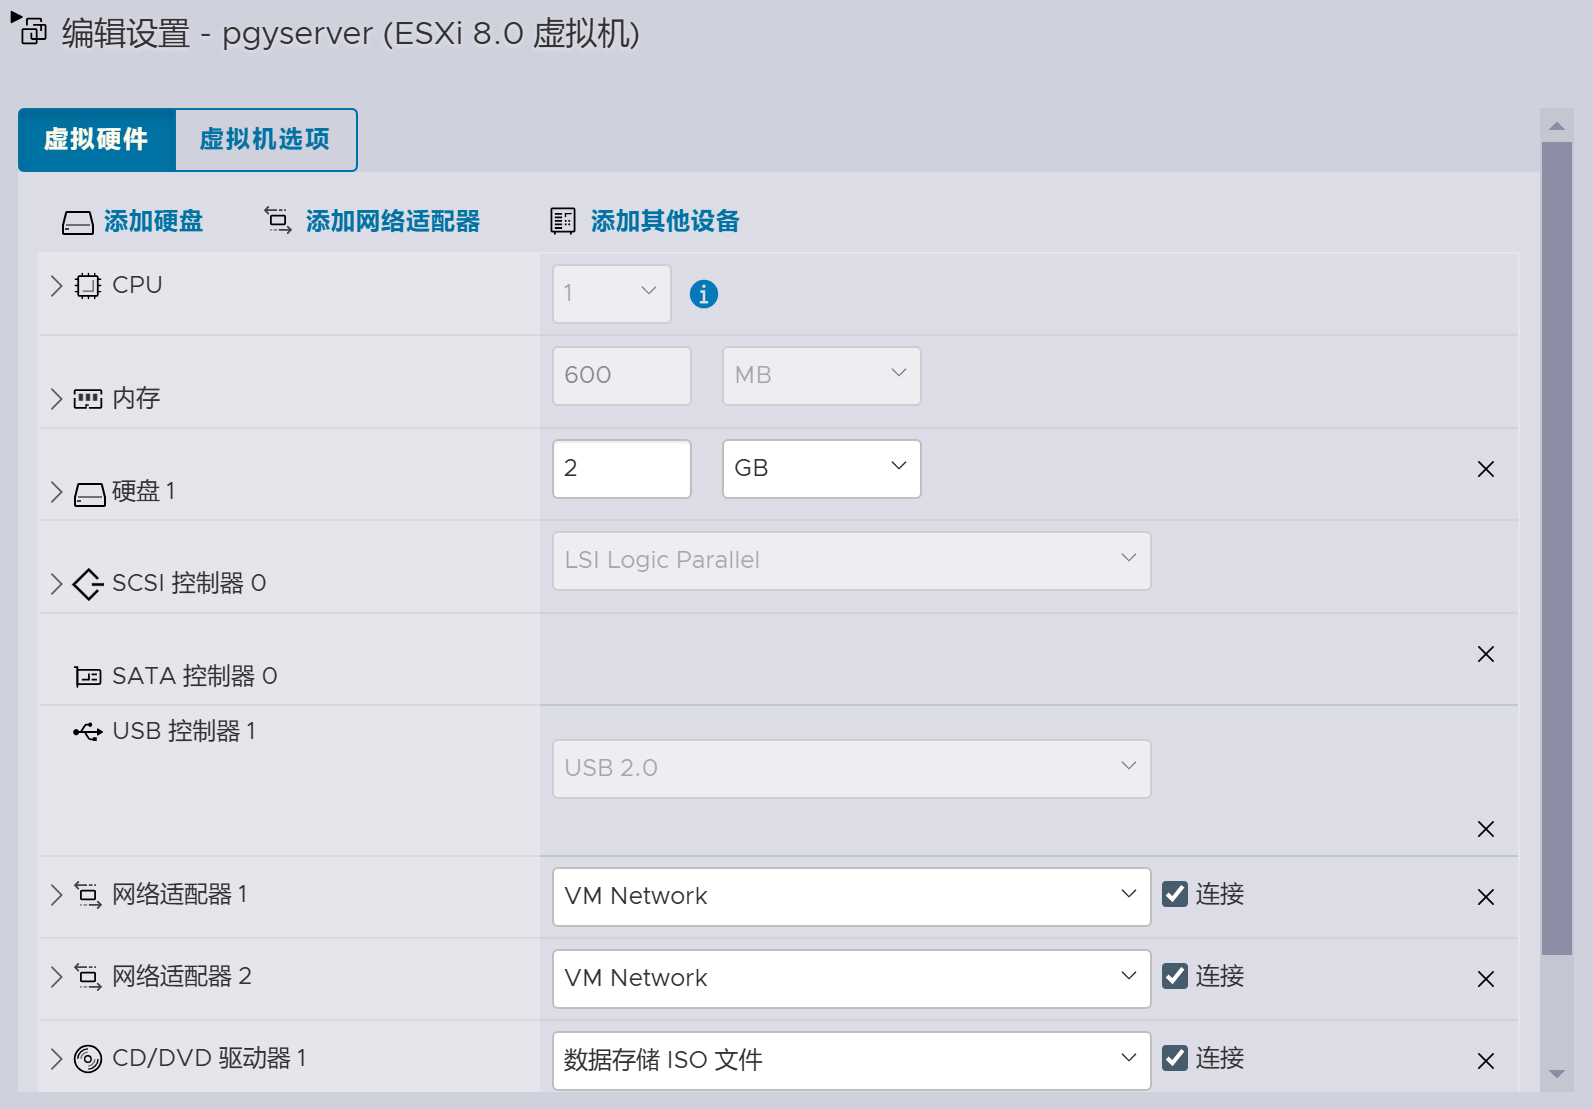 编辑设置 - pgyserver (ESXi 8.0 虚拟机)
虚拟硬件 虚拟机选项
添加硬盘 添加网络适配器 添加其他设备
CPU 1
内存 600 MB
硬盘 1 2 GB
SCSI 控制器 0 LSI Logic Parallel
SATA 控制器 0
USB 控制器 1
USB 2.0
网络适配器 1 VM Network 连接
网络适配器 2 VM Network 连接
CD/DVD 驱动器 1 数据存储 ISO 文件 连接